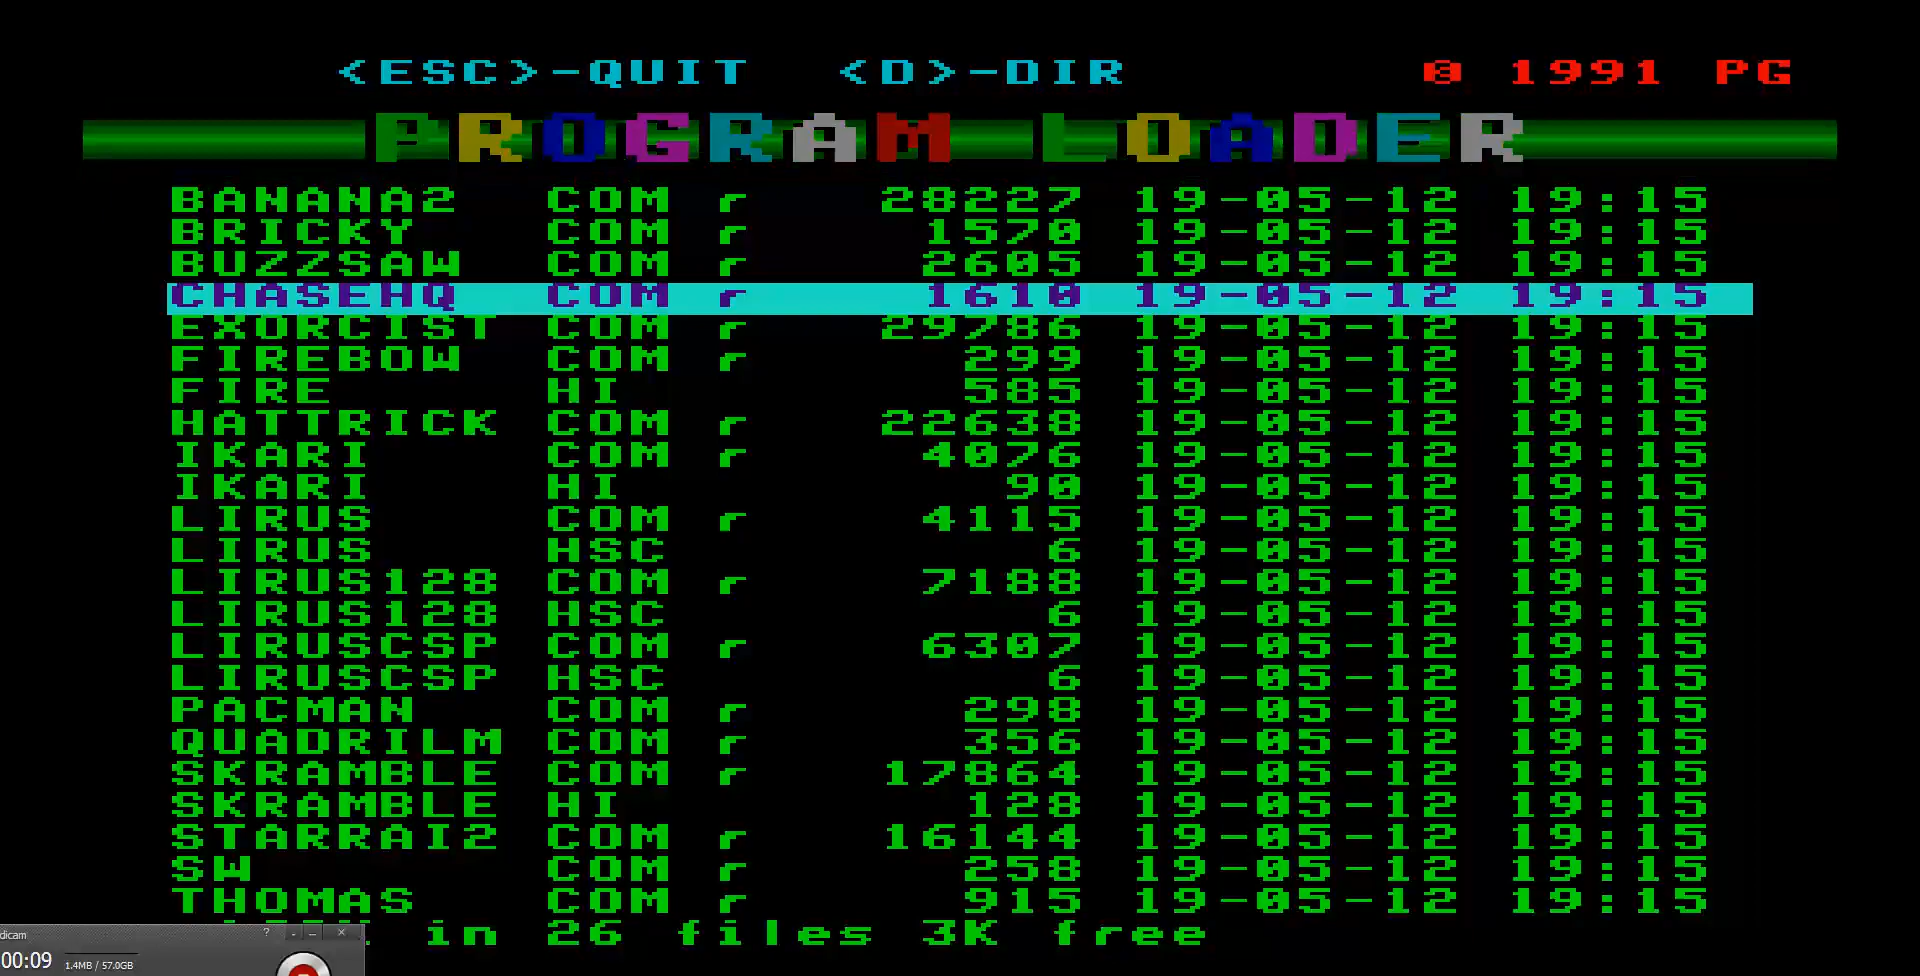 <ESC>-QUIT <D>-DIR © 1991 PG
PROGRAM LOADER
BANANA2 COM r 28227 19-05-12 19:15
BRICKY COM r 1570 19-05-12 19:15
BUZZSAW COM r 2605 19-05-12 19:15
CHASEHQ COM r 1610 19-05-12 19:15
EXORCIST COM r 29786 19-05-12 19:15
FIREBOW COM r 299 19-05-12 19:15
FIRE HI 585 19-05-12 19:15
HATTRICK COM r 22638 19-05-12 19:15
IKARI COM r 4076 19-05-12 19:15
IKARI HI 90 19-05-12 19:15
LIRUS COM r 4115 19-05-12 19:15
LIRUS HSC 6 19-05-12 19:15
LIRUS128 COM r 7188 19-05-12 19:15
LIRUS128 HSC 6 19-05-12 19:15
LIRUSCSP COM r 6307 19-05-12 19:15
LIRUSCSP HSC 6 19-05-12 19:15
PACMAN COM r 298 19-05-12 19:15
QUADRILM COM r 356 19-05-12 19:15
SKRAMBLE COM r 17864 19-05-12 19:15
SKRAMBLE HI 128 19-05-12 19:15
STARRAI2 COM r 16144 19-05-12 19:15
SW COM r 258 19-05-12 19:15
THOMAS COM r 915 19-05-12 19:15
in 26 files 3K free
dicam ? - – ×
00:09 1.4MB / 57.0GB